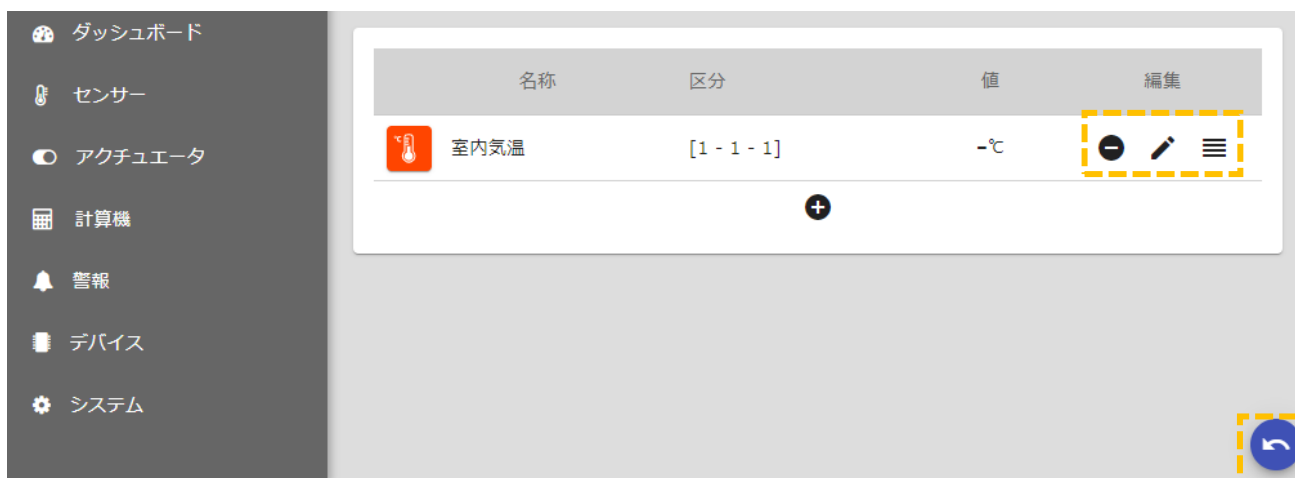 ダッシュボード
センサー
アクチュエータ
計算機
警報
デバイス
システム
名称 区分 値 編集
℃ 室内気温 [1 - 1 - 1] -℃